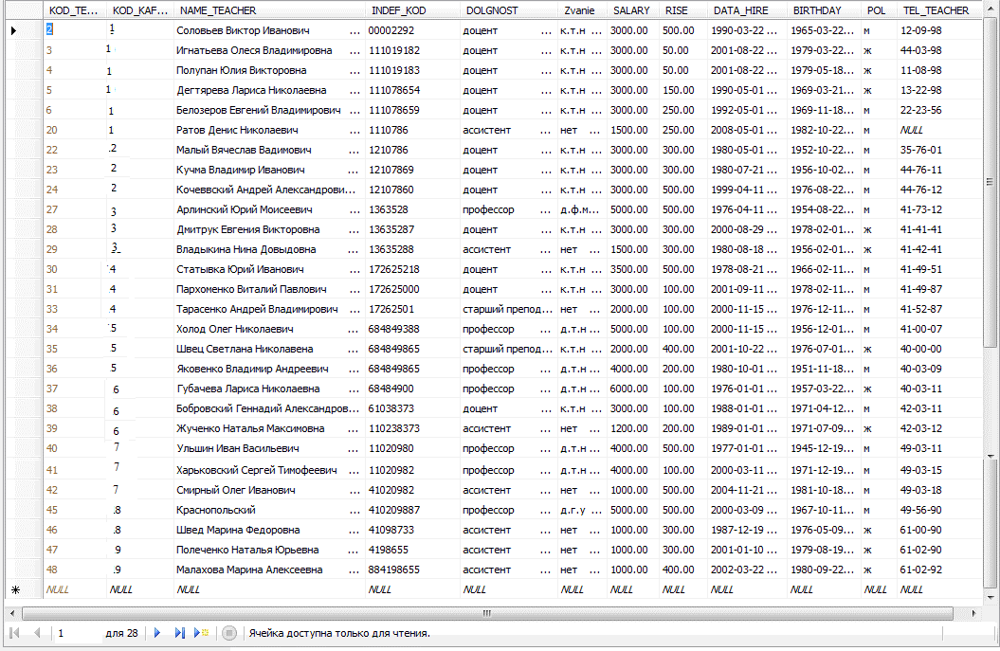 KOD_TE... KOD_KAF... NAME_TEACHER INDEF_KOD DOLGNOST Zvanie SALARY RISE DATA_HIRE BIRTHDAY POL TEL_TEACHER
2 1 Соловьев Виктор Иванович ... 00002292 доцент ... к.т.н ... 3000.00 500.00 1990-03-22 ... 1965-03-22... м 12-09-98
3 1 Игнатьева Олеся Владимировна ... 111019182 доцент ... к.т.н ... 3000.00 50.00 2001-08-22 ... 1979-03-22... ж 44-03-98
4 1 Полупан Юлия Викторовна ... 111019183 доцент ... к.т.н ... 3000.00 50.00 2001-08-22 ... 1979-05-18... ж 11-08-98
5 1 Дегтярева Лариса Николаевна ... 111078654 доцент ... к.т.н ... 3000.00 150.00 1990-05-01 ... 1969-03-21... ж 13-22-98
6 1 Белозеров Евгений Владимирович ... 111078659 доцент ... к.т.н ... 3000.00 250.00 1992-05-01 ... 1969-11-18... м 22-23-56
20 1 Ратов Денис Николаевич ... 1110786 ассистент ... нет ... 1500.00 250.00 2008-05-01 ... 1982-10-22... м NULL
22 .2 Малый Вячеслав Вадимович ... 1210786 доцент ... к.т.н ... 3000.00 300.00 1980-05-01 ... 1952-10-22... м 35-76-01
23 2 Кучма Владимир Иванович ... 12107869 доцент ... к.т.н ... 3000.00 300.00 1980-07-21 ... 1956-10-02... м 44-76-11
24 2 Кочеввский Андрей Александрови... 12107860 доцент ... к.т.н ... 3000.00 500.00 1999-04-11 ... 1976-08-22... м 44-76-12
27 3 Арлинский Юрий Моисеевич ... 1363528 профессор ... д.ф.м... 5000.00 500.00 1976-04-11 ... 1954-08-22... м 41-73-12
28 3 Дмитрук Евгения Викторовна ... 13635287 доцент ... к.т.н ... 3000.00 300.00 2000-08-29 ... 1978-02-01... ж 41-41-41
29 3 Владыкина Нина Довыдовна ... 13635288 ассистент ... нет ... 1500.00 300.00 1980-08-18 ... 1956-02-01... ж 41-42-41
30 4 Статывка Юрий Иванович ... 172625218 доцент ... к.т.н ... 3500.00 500.00 1978-08-21 ... 1966-02-11... м 41-49-51
31 4 Пархоменко Виталий Павлович ... 172625000 доцент ... к.т.н ... 3000.00 100.00 2001-09-11 ... 1978-02-11... м 41-49-87
33 4 Тарасенко Андрей Владимирович ... 17262501 старший препод... нет ... 2000.00 100.00 2000-11-15 ... 1976-12-11... м 41-52-87
34 5 Холод Олег Николаевич ... 684849388 профессор ... д.т.н ... 5000.00 100.00 2000-11-15 ... 1956-12-01... м 41-00-07
35 .5 Швец Светлана Николавена ... 684849865 старший препод... к.т.н ... 2000.00 400.00 2001-10-22 ... 1976-07-01... ж 40-00-00
36 .5 Яковенко Владимир Андреевич ... 684849865 профессор ... д.т.н ... 4000.00 200.00 1980-10-01 ... 1951-11-18... м 40-03-09
37 6 Губачева Лариса Николаевна ... 68484900 профессор ... д.т.н ... 6000.00 100.00 1976-01-01 ... 1957-03-22... ж 40-03-11
38 6 Бобровский Геннадий Александров... 61038373 доцент ... к.т.н ... 3000.00 100.00 1988-01-01 ... 1971-04-12... м 42-03-11
39 6 Жученко Наталья Максимовна ... 110238373 ассистент ... нет ... 1200.00 200.00 1989-01-01 ... 1971-07-09... ж 42-03-12
40 7 Ульшин Иван Васильевич ... 11020980 профессор ... д.т.н ... 4000.00 500.00 1977-01-01 ... 1945-12-19... м 49-03-11
41 7 Харьковский Сергей Тимофеевич ... 11020982 профессор ... д.т.н ... 4000.00 100.00 2000-03-11 ... 1971-12-19... м 49-03-15
42 7 Смирный Олег Иванович ... 41020982 ассистент ... нет ... 1000.00 500.00 2004-11-21 ... 1981-10-18... м 49-03-18
45 .8 Краснопольский ... 410209887 профессор ... д.г.у ... 5000.00 500.00 2000-03-09 ... 1967-10-11... м 49-56-90
46 .8 Швед Марина Федоровна ... 41098733 ассистент ... нет ... 1000.00 300.00 1987-12-19 ... 1976-05-09... ж 61-00-90
47 9 Полеченко Наталья Юрьевна ... 4198655 ассистент ... нет ... 1000.00 300.00 2001-01-10 ... 1979-08-19... ж 61-02-90
48 .9 Малахова Марина Алексеевна ... 884198655 ассистент ... нет ... 1000.00 400.00 2002-03-22 ... 1980-09-22... ж 61-02-92
NULL NULL NULL NULL NULL NULL NULL NULL NULL NULL NULL NULL
1 для 28 Ячейка доступна только для чтения.